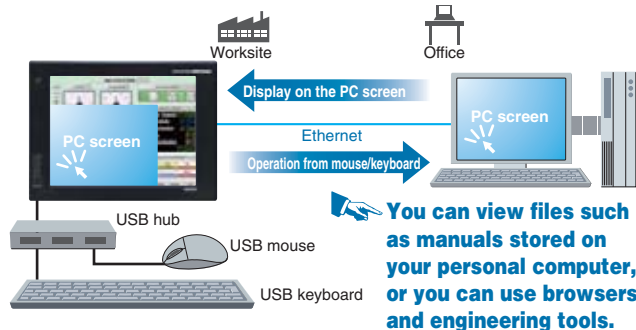 Worksite
Office
Display on the PC screen
PC screen
PC screen
Ethernet
Operation from mouse/keyboard
USB hub
USB mouse
USB keyboard
You can view files such
as manuals stored on
your personal computer,
or you can use browsers
and engineering tools.